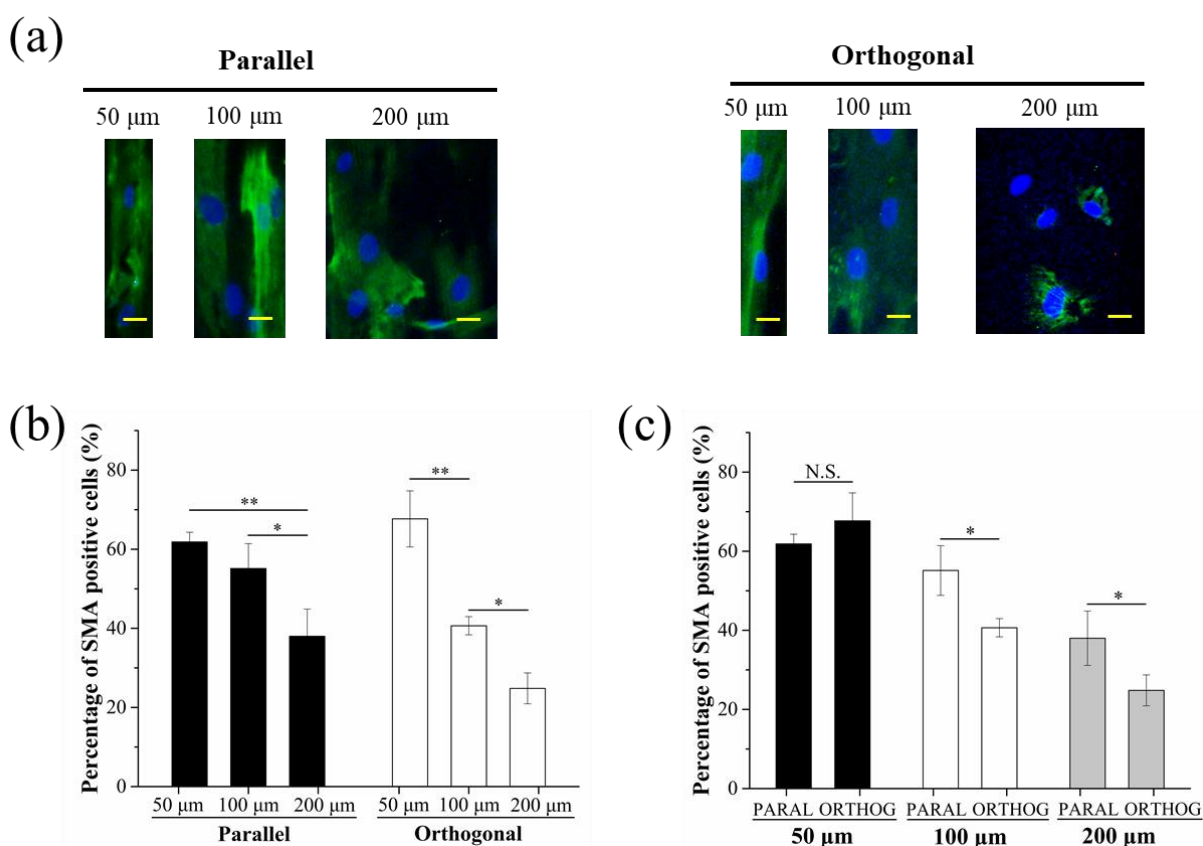 (a)
Parallel
50 μm 100 μm 200 μm
Orthogonal
50 μm 100 μm 200 μm
(b)
Percentage of SMA positive cells (%)
80
60
40
20
0
**
*
**
*
50 μm 100 μm 200 μm
Parallel
50 μm 100 μm 200 μm
Orthogonal
(c)
Percentage of SMA positive cells (%)
80
60
40
20
0
N.S.
*
*
PARAL ORTHOG PARAL ORTHOG PARAL ORTHOG
50 μm 100 μm 200 μm